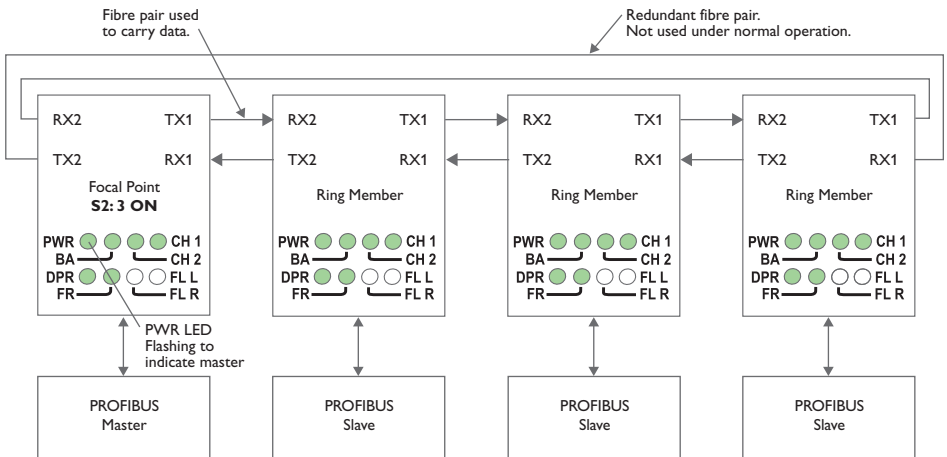 Fibre pair used
to carry data.
Redundant fibre pair.
Not used under normal operation.
RX2 TX1
TX2 RX1
Focal Point
S2: 3 ON
PWR CH 1
BA CH 2
DPR FL L
FR FL R
PWR LED
Flashing to
indicate master
PROFIBUS
Master
RX2 TX1
TX2 RX1
Ring Member
PWR CH 1
BA CH 2
DPR FL L
FR FL R
PROFIBUS
Slave
RX2 TX1
TX2 RX1
Ring Member
PWR CH 1
BA CH 2
DPR FL L
FR FL R
PROFIBUS
Slave
RX2 TX1
TX2 RX1
Ring Member
PWR CH 1
BA CH 2
DPR FL L
FR FL R
PROFIBUS
Slave